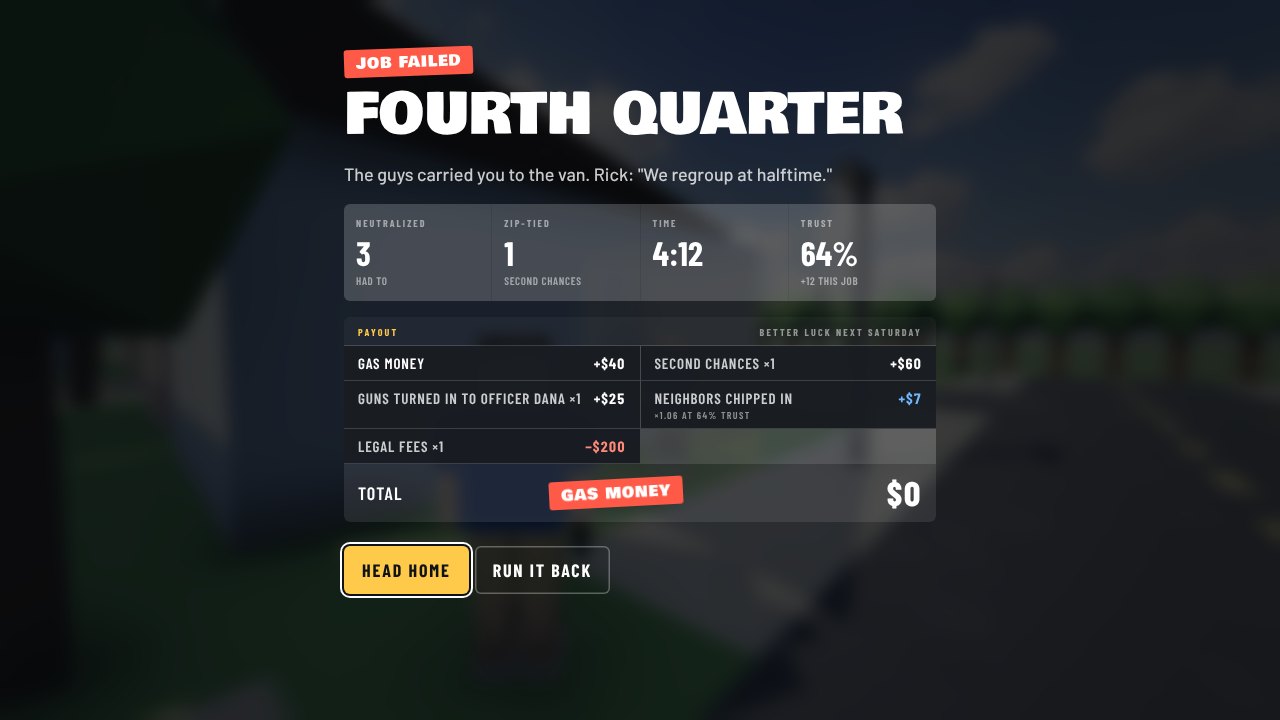 JOB FAILED
FOURTH QUARTER
The guys carried you to the van. Rick: "We regroup at halftime."
NEUTRALIZED
3
HAD TO
ZIP-TIED
1
SECOND CHANCES
TIME
4:12
TRUST
64%
+12 THIS JOB
PAYOUT
BETTER LUCK NEXT SATURDAY
GAS MONEY +$40
SECOND CHANCES ×1 +$60
GUNS TURNED IN TO OFFICER DANA ×1 +$25
NEIGHBORS CHIPPED IN +$7
×1.06 AT 64% TRUST
LEGAL FEES ×1 −$200
TOTAL GAS MONEY $0
HEAD HOME
RUN IT BACK